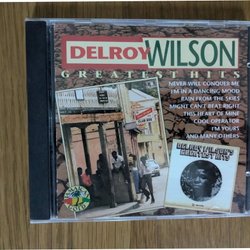 DELROY WILSON
GREATEST HITS
NEVER WILL CONQUER ME
I'M IN A DANCING MOOD
RAIN FROM THE SKIES
MIGHT CAN'T BEAT RIGHT
THIS HEART OF MINE
COOL OPERATOR
I'M YOURS
AND MANY OTHERS
DELROY WILSON'S
GREATEST HITS